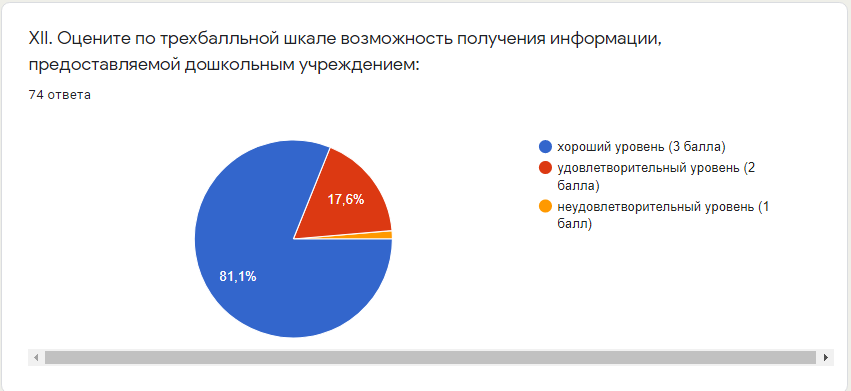 XII. Оцените по трехбалльной шкале возможность получения информации,
предоставляемой дошкольным учреждением:
74 ответа
хороший уровень (3 балла)
удовлетворительный уровень (2
балла)
неудовлетворительный уровень (1
балл)
17,6%
81,1%